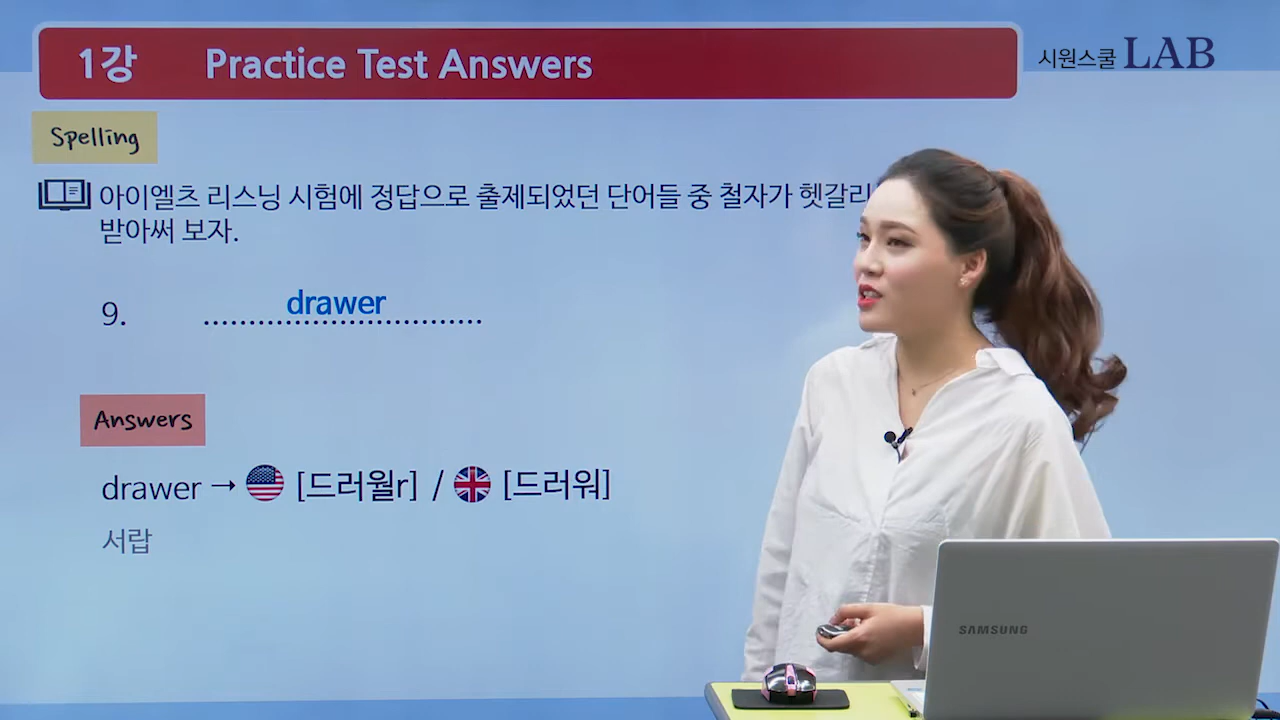 1강 Practice Test Answers
시원스쿨 LAB
Spelling
아이엘츠 리스닝 시험에 정답으로 출제되었던 단어들 중 철자가 헷갈리
받아써 보자.
9. drawer
Answers
drawer → [드러월r] / [드러워]
서랍
SAMSUNG